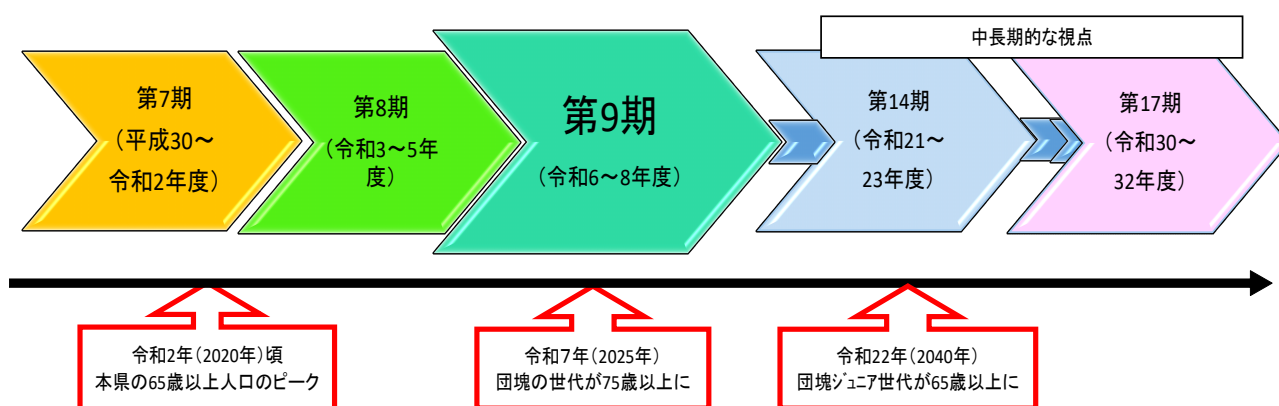 中長期的な視点
第7期
（平成30～
令和2年度）
第8期
（令和3～5年
度）
第9期
（令和6～8年度）
第14期
（令和21～
23年度）
第17期
（令和30～
32年度）
令和2年（2020年）頃
本県の65歳以上人口のピーク
令和7年（2025年）
団塊の世代が75歳以上に
令和22年（2040年）
団塊ｼﾞｭﾆｱ世代が65歳以上に